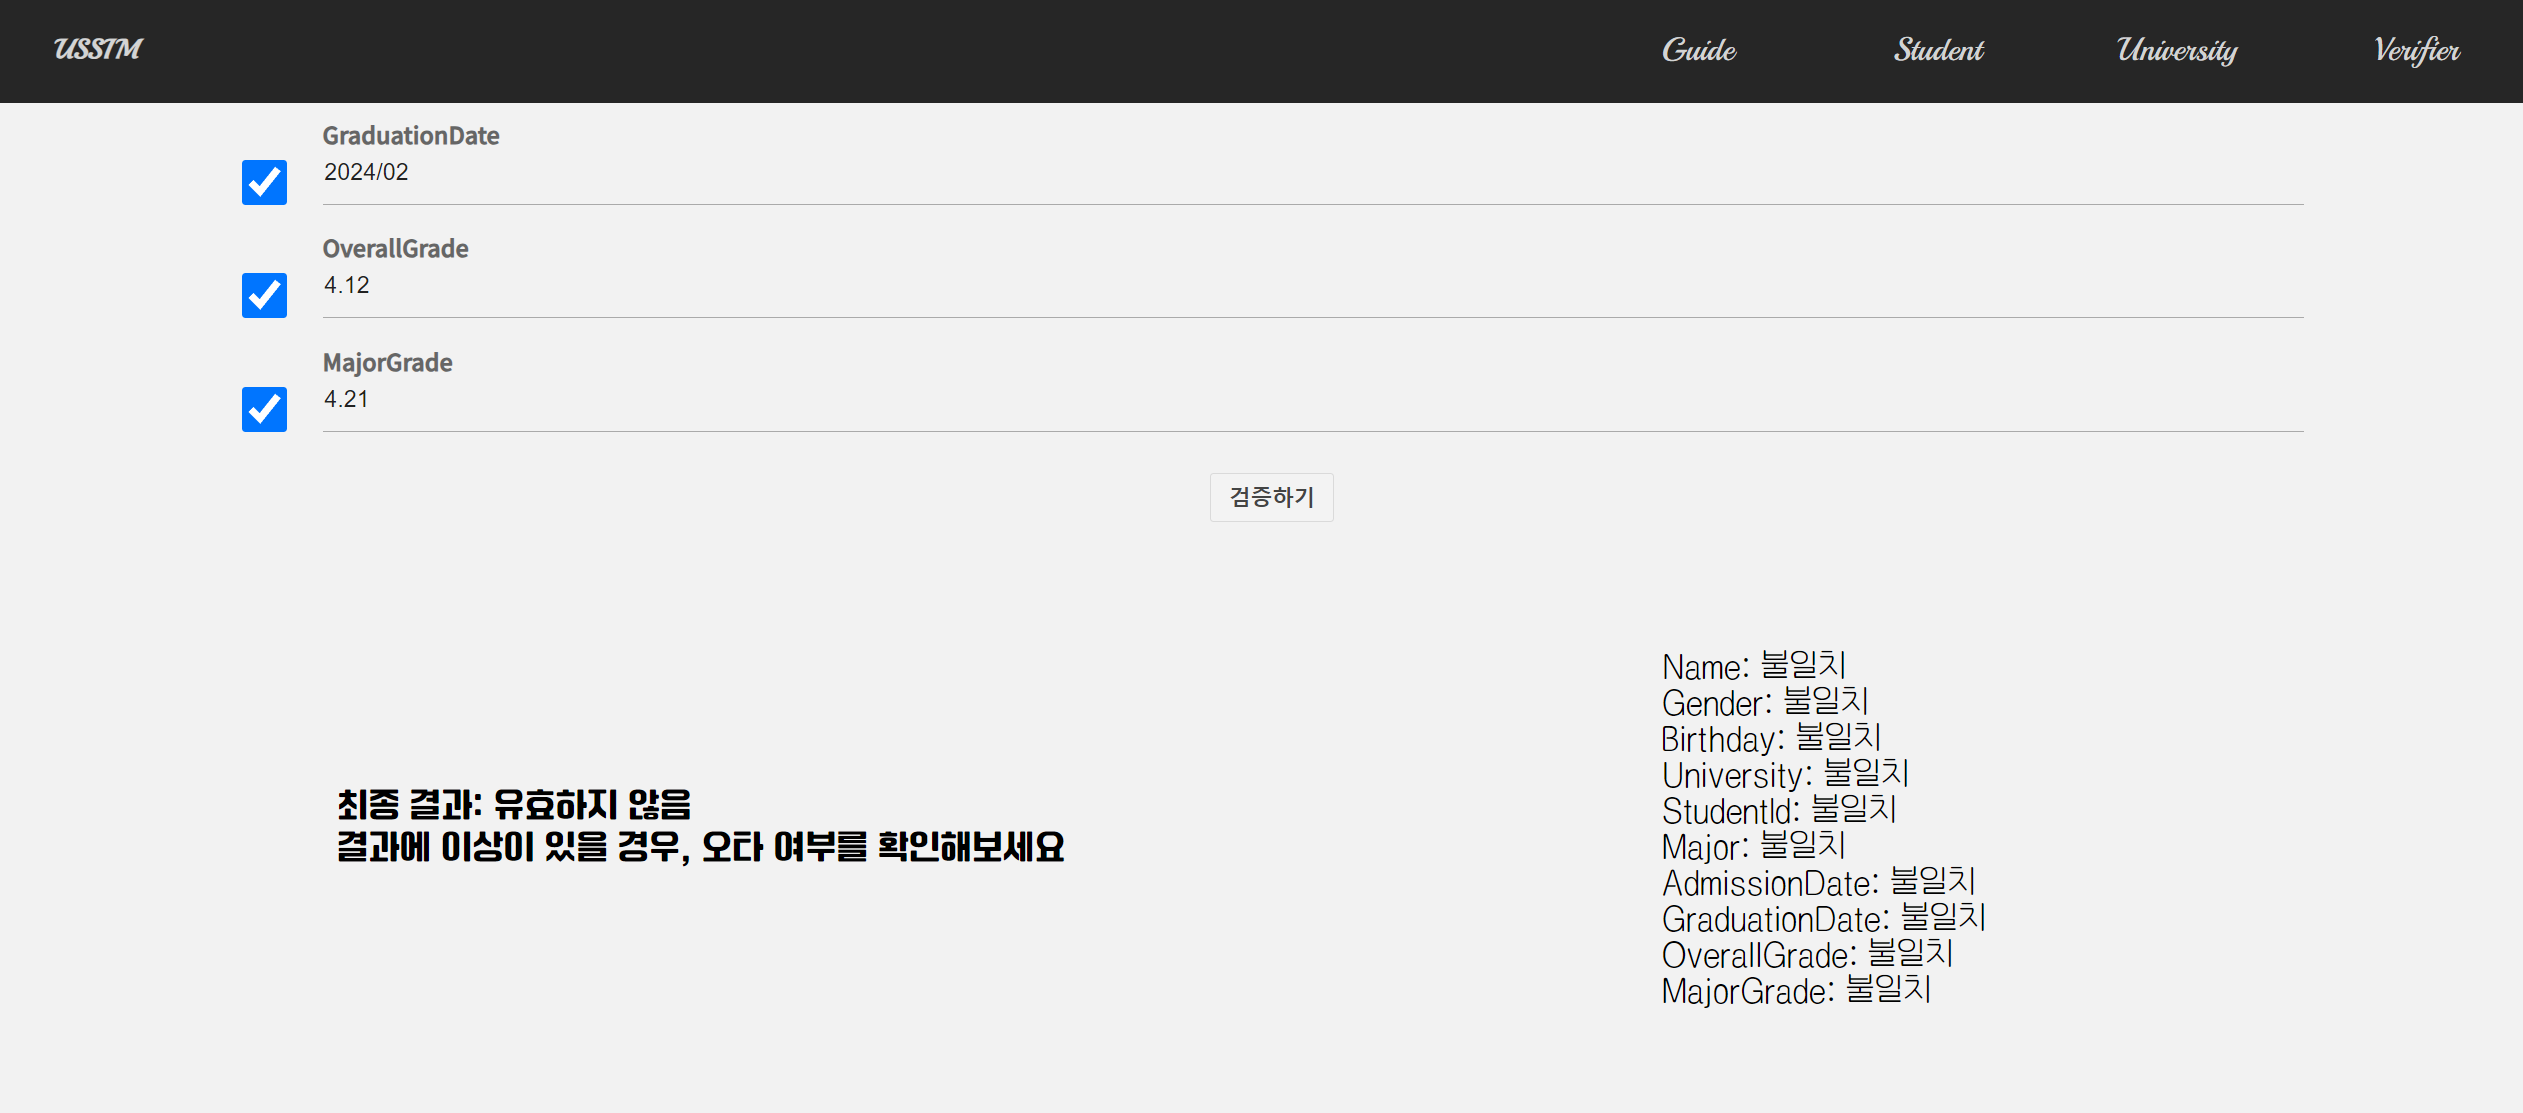 USSTM
Guide
Student
University
Verifier
GraduationDate
2024/02
OverallGrade
4.12
MajorGrade
4.21
검증하기
최종 결과: 유효하지 않음
결과에 이상이 있을 경우, 오타 여부를 확인해보세요
Name: 불일치
Gender: 불일치
Birthday: 불일치
University: 불일치
StudentId: 불일치
Major: 불일치
AdmissionDate: 불일치
GraduationDate: 불일치
OverallGrade: 불일치
MajorGrade: 불일치